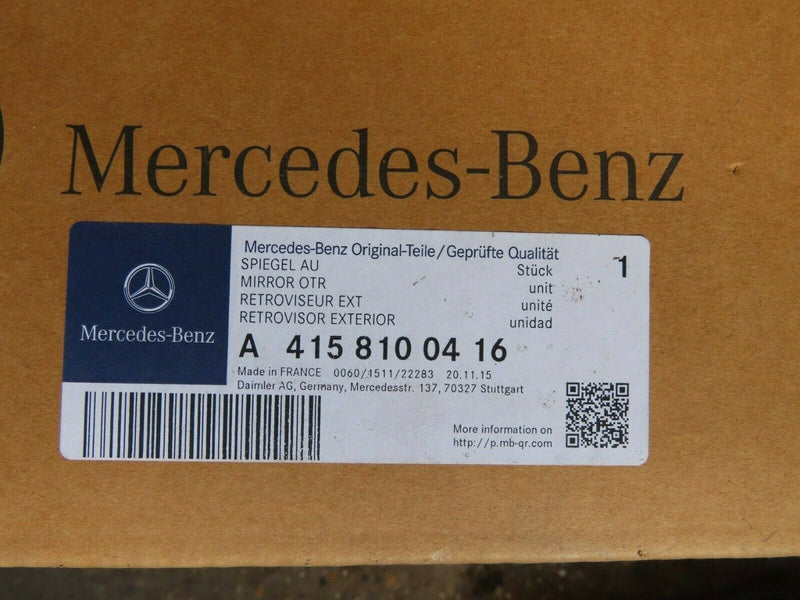 Mercedes-Benz
Mercedes-Benz
Mercedes-Benz Original-Teile/Geprüfte Qualität
SPIEGEL AU Stück 1
MIRROR OTR unit
RETROVISEUR EXT unité
RETROVISOR EXTERIOR unidad
A 415 810 04 16
Made in FRANCE 0060/1511/22283 20.11.15
Daimler AG, Germany, Mercedesstr. 137, 70327 Stuttgart
More information on
http://p.mb-qr.com